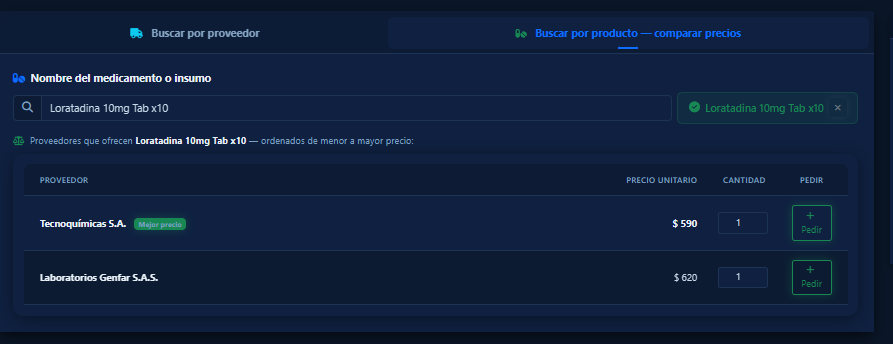 Buscar por proveedor
Buscar por producto — comparar precios
Nombre del medicamento o insumo
Loratadina 10mg Tab x10
Loratadina 10mg Tab x10 ×
Proveedores que ofrecen Loratadina 10mg Tab x10 — ordenados de menor a mayor precio:
PROVEEDOR PRECIO UNITARIO CANTIDAD PEDIR
Tecnoquímicas S.A. Mejor precio $ 590 1 + Pedir
Laboratorios Genfar S.A.S. $ 620 1 + Pedir